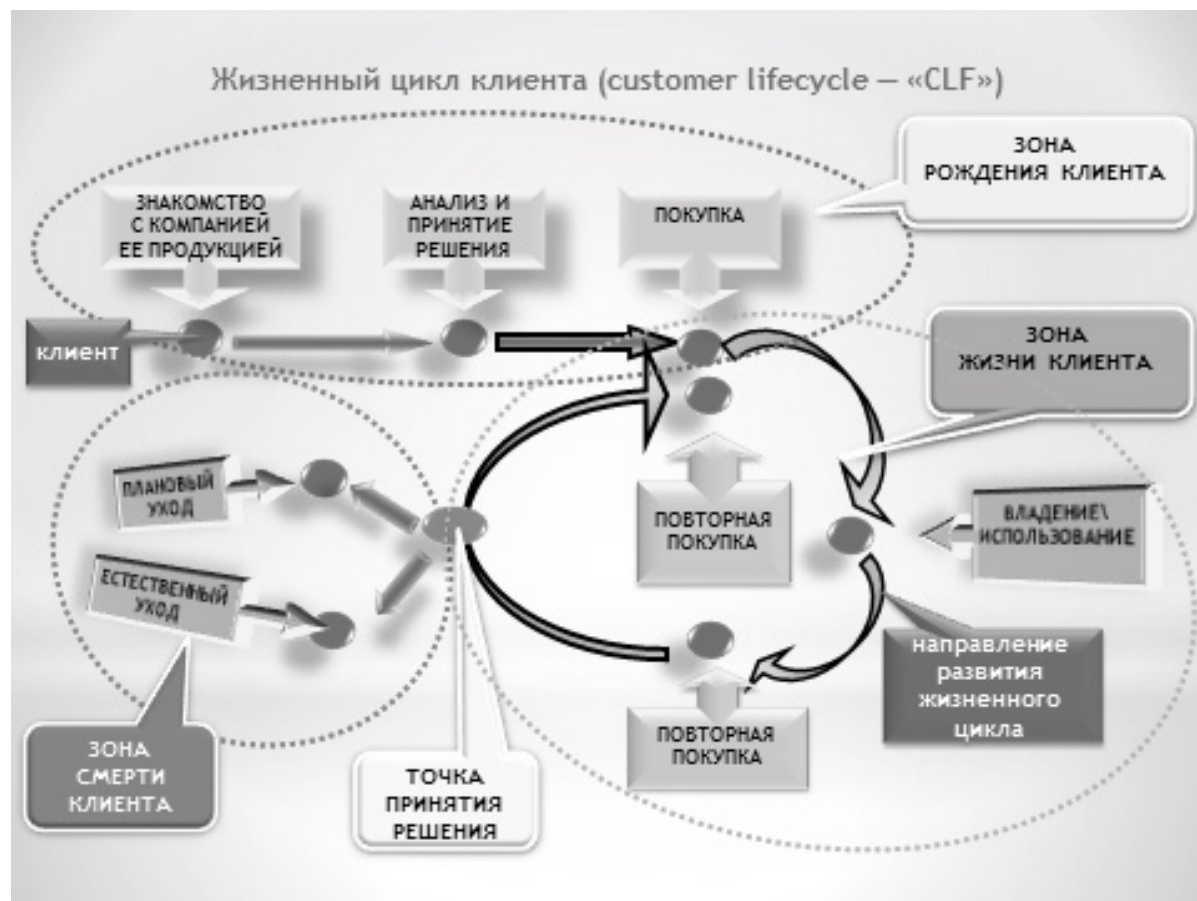 Жизненный цикл клиента (customer lifecycle — «CLF»)
ЗОНА
РОЖДЕНИЯ КЛИЕНТА
ЗНАКОМСТВО
С КОМПАНИЕЙ
ЕЕ ПРОДУКЦИЕЙ
АНАЛИЗ И
ПРИНЯТИЕ
РЕШЕНИЯ
ПОКУПКА
клиент
ЗОНА
ЖИЗНИ КЛИЕНТА
ПЛАНОВЫЙ
УХОД
ПОВТОРНАЯ
ПОКУПКА
ВЛАДЕНИЕ\
ИСПОЛЬЗОВАНИЕ
ЕСТЕСТВЕННЫЙ
УХОД
направление
развития
жизненного
цикла
ПОВТОРНАЯ
ПОКУПКА
ЗОНА
СМЕРТИ
КЛИЕНТА
ТОЧКА
ПРИНЯТИЯ
РЕШЕНИЯ